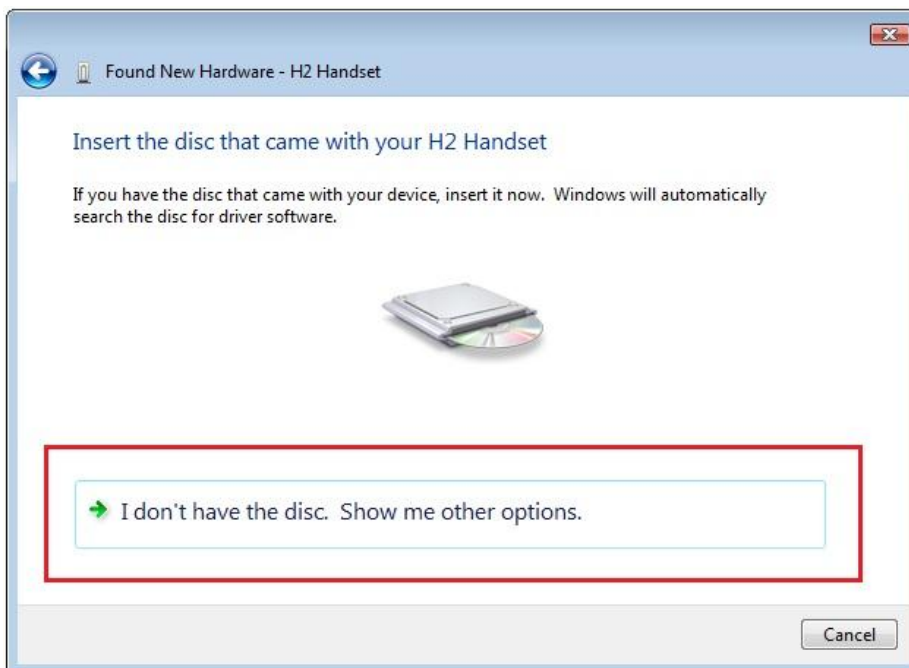 Found New Hardware - H2 Handset
Insert the disc that came with your H2 Handset
If you have the disc that came with your device, insert it now.  Windows will automatically
search the disc for driver software.
I don't have the disc.  Show me other options.
Cancel